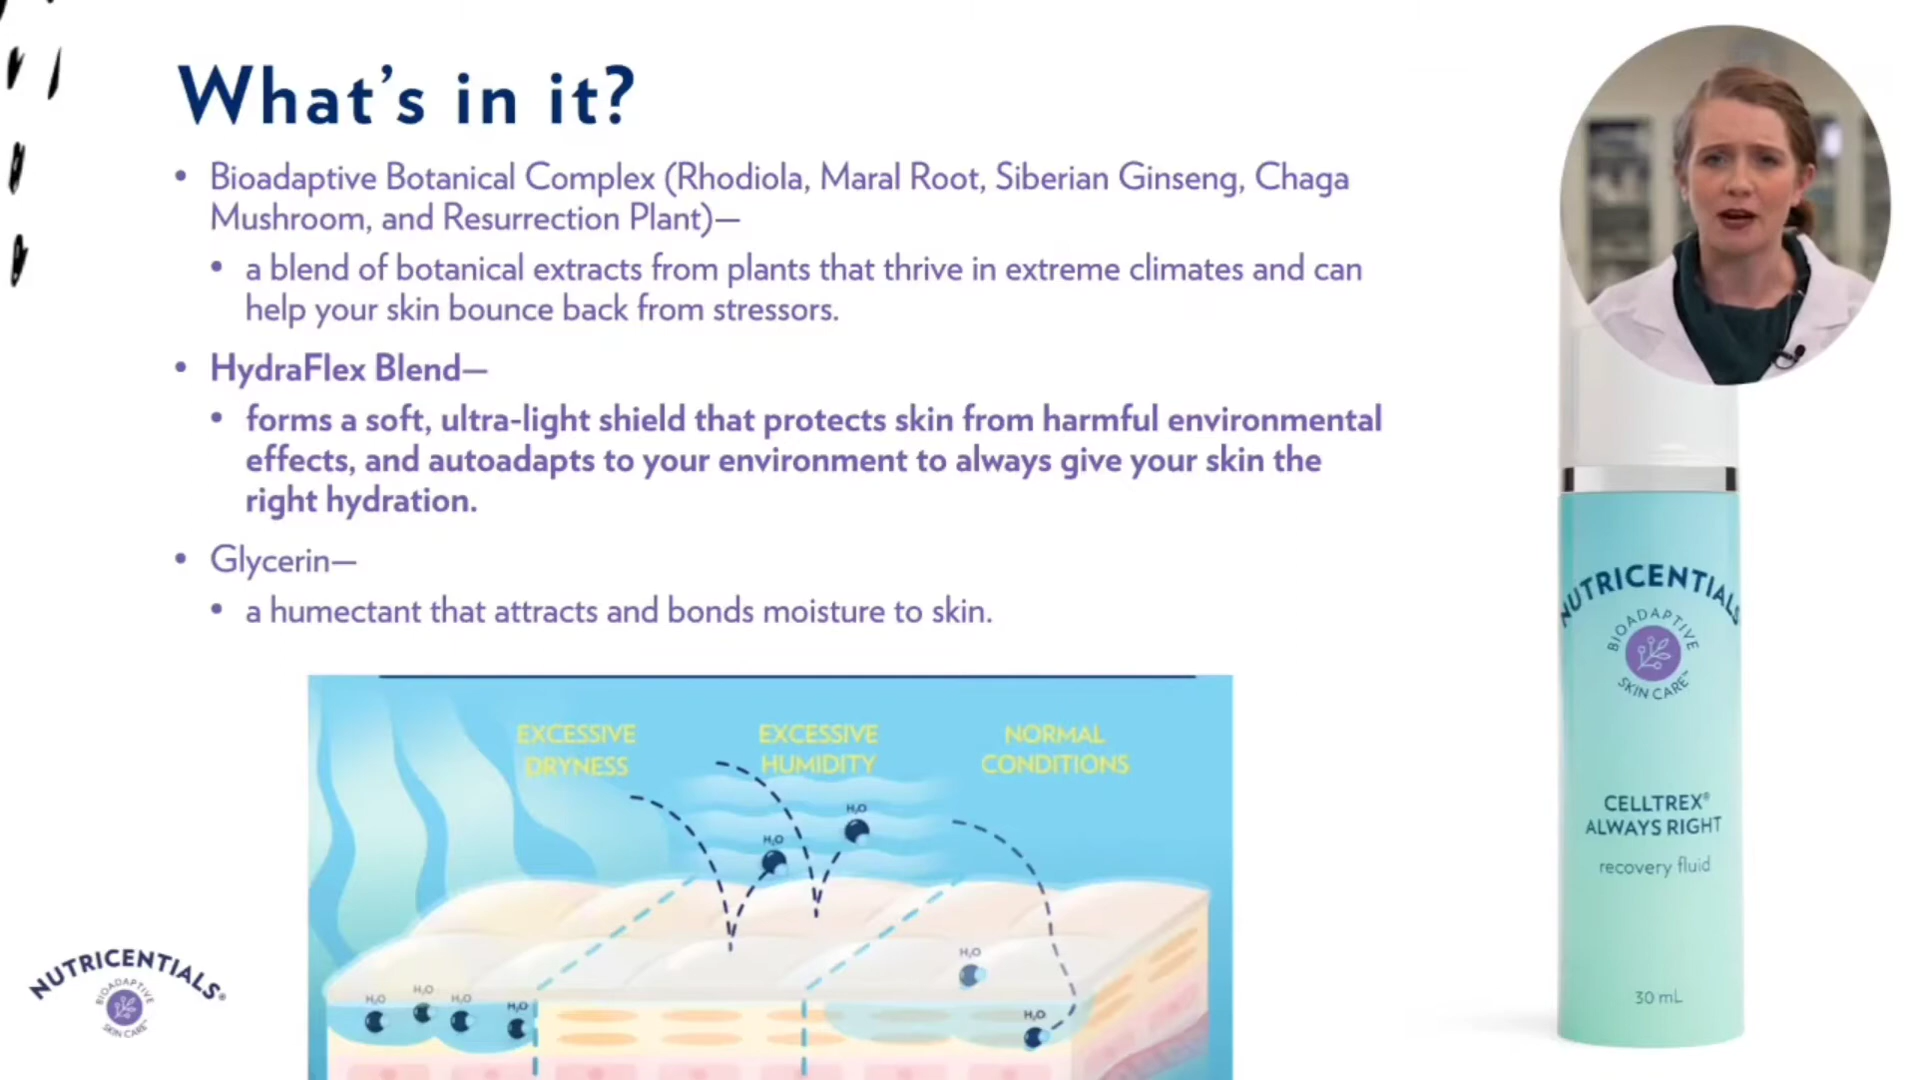 What's in it?
• Bioadaptive Botanical Complex (Rhodiola, Maral Root, Siberian Ginseng, Chaga
Mushroom, and Resurrection Plant)—
• a blend of botanical extracts from plants that thrive in extreme climates and can
help your skin bounce back from stressors.
• HydraFlex Blend—
• forms a soft, ultra-light shield that protects skin from harmful environmental
effects, and autoadapts to your environment to always give your skin the
right hydration.
• Glycerin—
• a humectant that attracts and bonds moisture to skin.
EXCESSIVE
DRYNESS
EXCESSIVE
HUMIDITY
NORMAL
CONDITIONS
H₂O
H₂O
H₂O
H₂O
H₂O
H₂O
H₂O
H₂O
NUTRICENTIALS®
BIOADAPTIVE
SKIN CARE™
NUTRICENTIALS
BIOADAPTIVE
SKIN CARE™
CELLTREX®
ALWAYS RIGHT
recovery fluid
30 mL